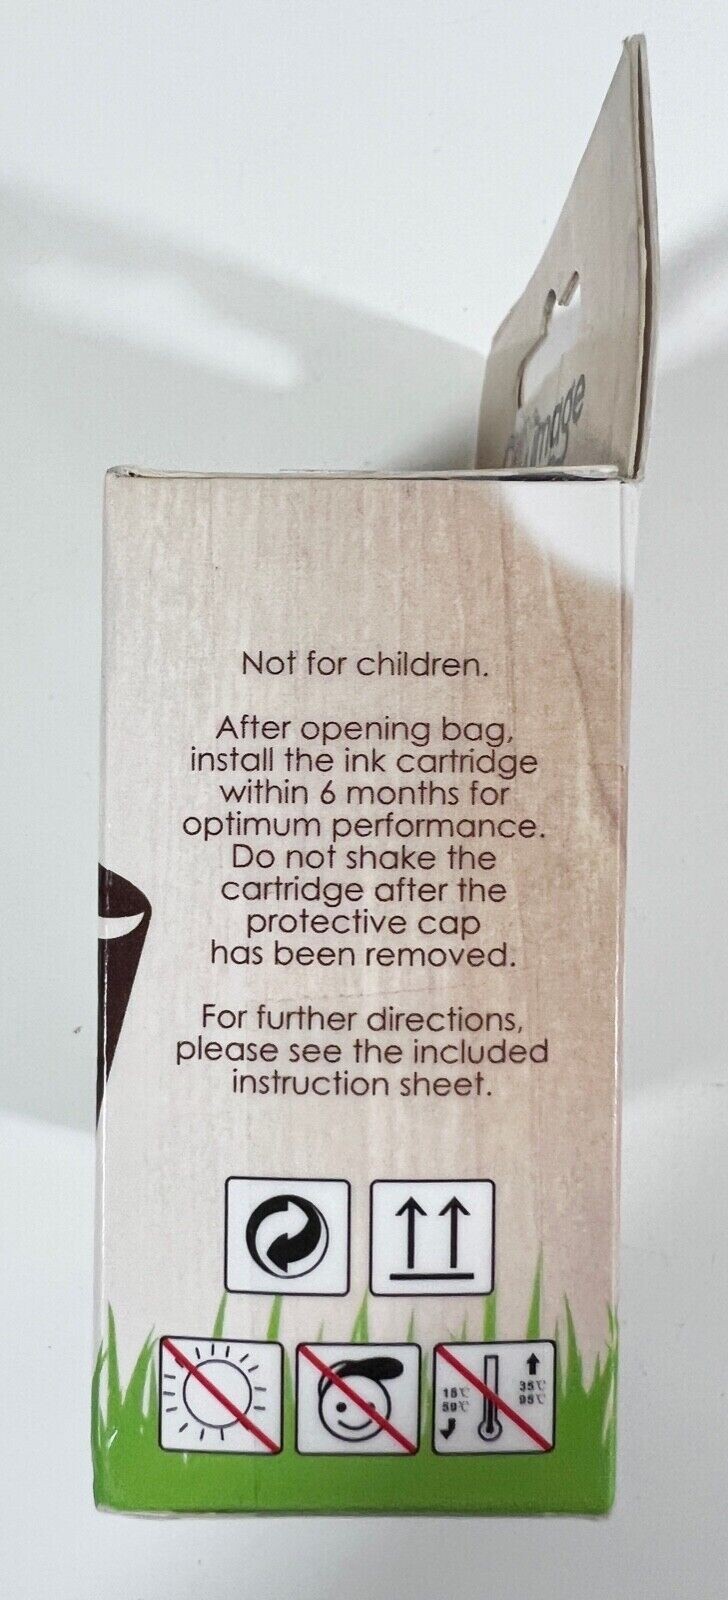 image
Not for children.
After opening bag,
install the ink cartridge
within 6 months for
optimum performance.
Do not shake the
cartridge after the
protective cap
has been removed.
For further directions,
please see the included
instruction sheet.
15℃
59℃
35℃
95℃